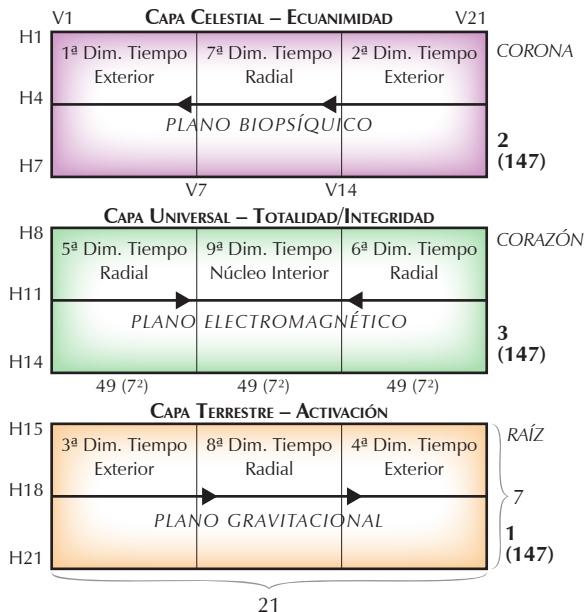 V1 V21
CAPA CELESTIAL – ECUANIMIDAD
H1
1ª Dim. Tiempo Exterior
7ª Dim. Tiempo Radial
2ª Dim. Tiempo Exterior
CORONA
H4
PLANO BIOPSÍQUICO
2
(147)
H7
V7 V14
CAPA UNIVERSAL – TOTALIDAD/INTEGRIDAD
H8
5ª Dim. Tiempo Radial
9ª Dim. Tiempo Núcleo Interior
6ª Dim. Tiempo Radial
CORAZÓN
H11
PLANO ELECTROMAGNÉTICO
3
(147)
H14
49 (7²) 49 (7²) 49 (7²)
CAPA TERRESTRE – ACTIVACIÓN
H15
3ª Dim. Tiempo Exterior
8ª Dim. Tiempo Radial
4ª Dim. Tiempo Exterior
RAÍZ
H18
7
PLANO GRAVITACIONAL
1
(147)
H21
21